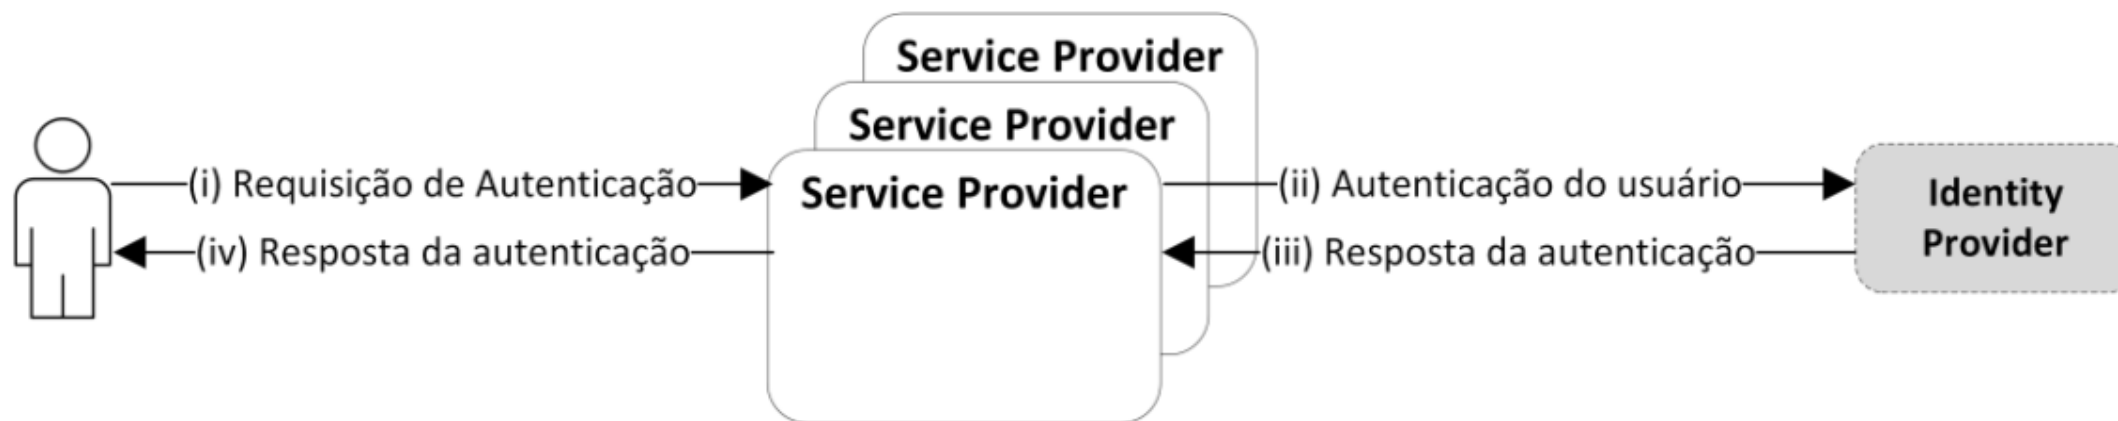 Service Provider
Service Provider
Service Provider
(i) Requisição de Autenticação
(ii) Autenticação do usuário
(iv) Resposta da autenticação
(iii) Resposta da autenticação
Identity
Provider